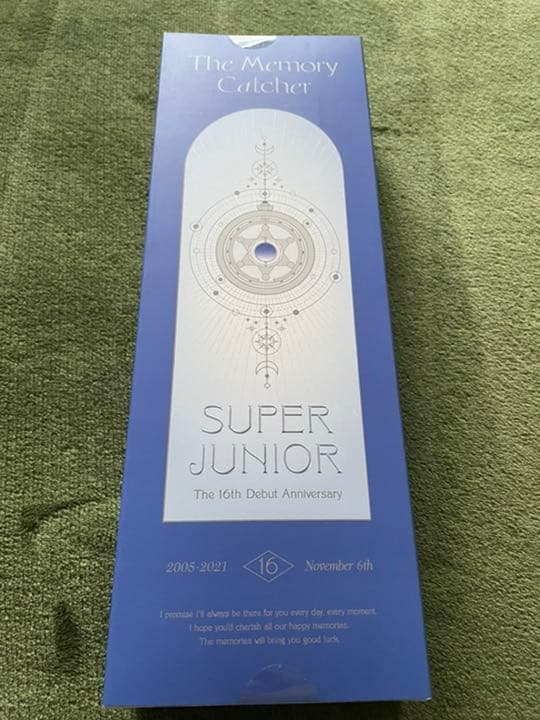 The Memory
Catcher
SUPER
JUNIOR
The 16th Debut Anniversary
2005-2021 16 November 6th
I promise I'll always be there for you every day, every moment.
I hope you'll cherish all our happy memories.
The memories will bring you good luck.